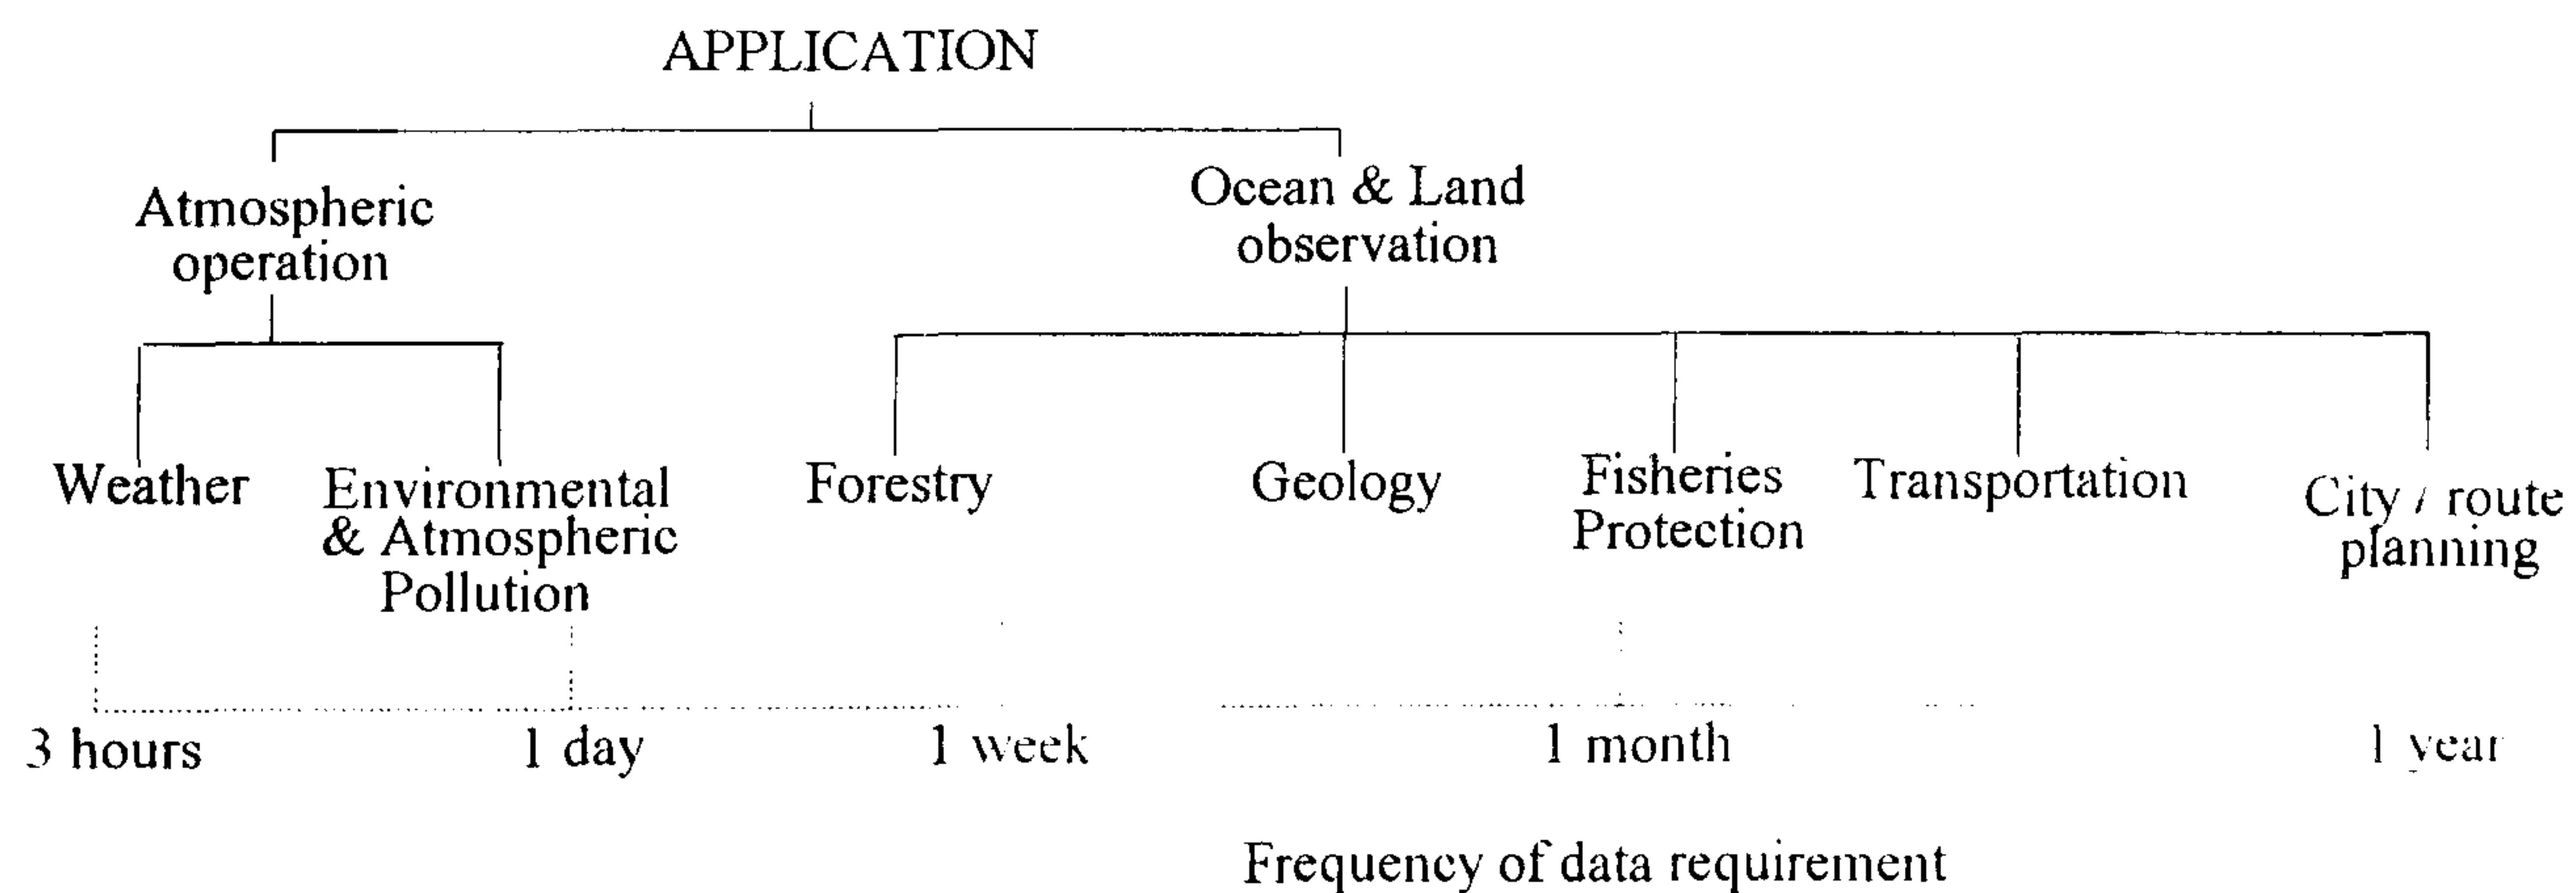 APPLICATION
Atmospheric
operation
Ocean & Land
observation
Weather
Environmental
& Atmospheric
Pollution
Forestry
Geology
Fisheries
Protection
Transportation
City / route
planning
3 hours
1 day
1 week
1 month
1 year
Frequency of data requirement